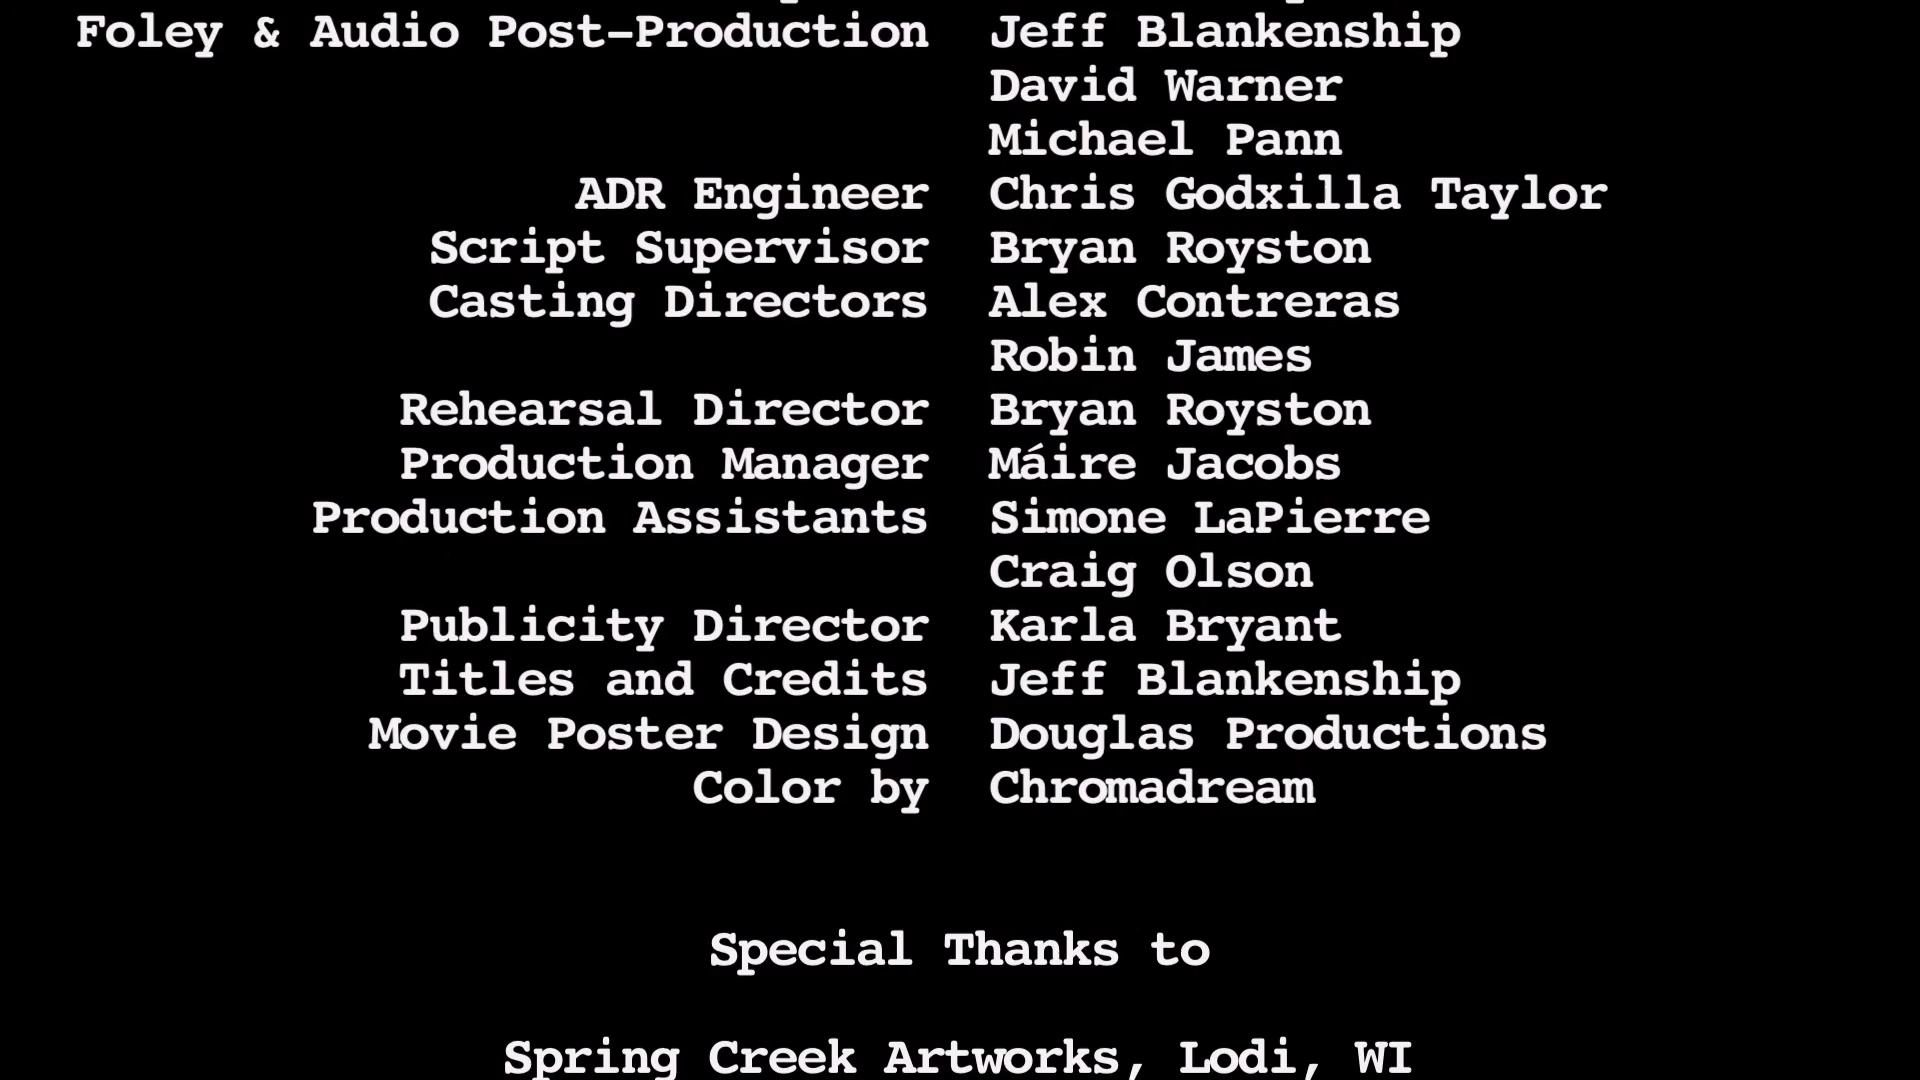 Foley & Audio Post-Production Jeff Blankenship
David Warner
Michael Pann
ADR Engineer Chris Godxilla Taylor
Script Supervisor Bryan Royston
Casting Directors Alex Contreras
Robin James
Rehearsal Director Bryan Royston
Production Manager Máire Jacobs
Production Assistants Simone LaPierre
Craig Olson
Publicity Director Karla Bryant
Titles and Credits Jeff Blankenship
Movie Poster Design Douglas Productions
Color by Chromadream
Special Thanks to
Spring Creek Artworks, Lodi, WI